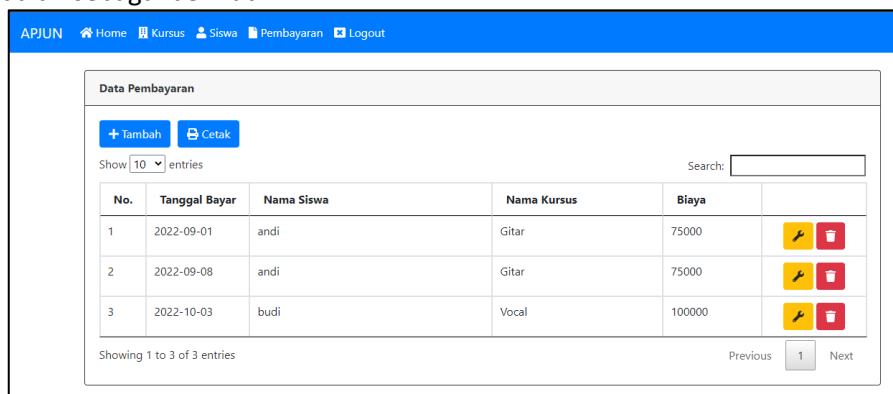 APJUN Home Kursus Siswa Pembayaran Logout
Data Pembayaran
Tambah Cetak
Show 10 entries Search:
No. Tanggal Bayar Nama Siswa Nama Kursus Biaya
1 2022-09-01 andi Gitar 75000
2 2022-09-08 andi Gitar 75000
3 2022-10-03 budi Vocal 100000
Showing 1 to 3 of 3 entries Previous 1 Next